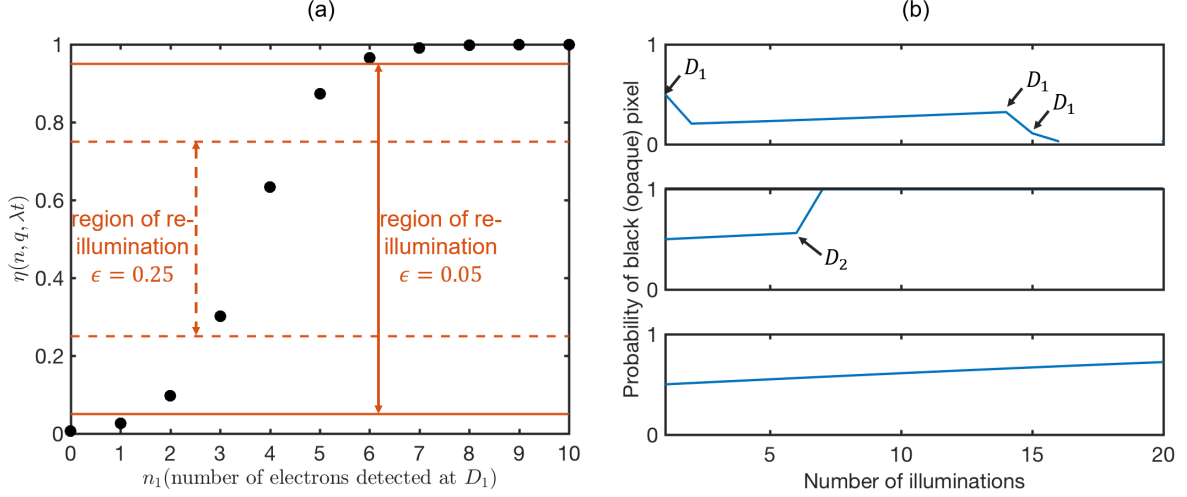 (a)
(b)
1
0.8
0.6
0.4
0.2
0
η(n, q, λt)
region of re-
illumination
ϵ = 0.25
region of re-
illumination
ϵ = 0.05
0 1 2 3 4 5 6 7 8 9 10
n₁(number of electrons detected at D₁)
Probability of black (opaque) pixel
1
0
D₁
D₁
D₁
1
0
D₂
1
0
5 10 15 20
Number of illuminations